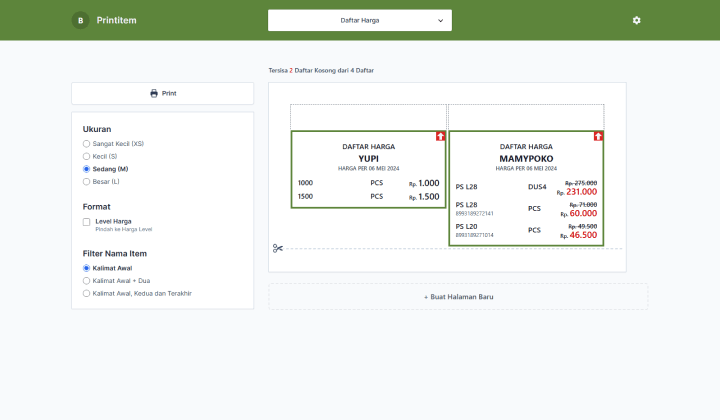 B Printitem
Daftar Harga
Tersisa 2 Daftar Kosong dari 4 Daftar
Print
Ukuran
Sangat Kecil (XS)
Kecil (S)
Sedang (M)
Besar (L)
Format
Level Harga
Pindah ke Harga Level
Filter Nama Item
Kalimat Awal
Kalimat Awal + Dua
Kalimat Awal, Kedua dan Terakhir
DAFTAR HARGA
YUPI
HARGA PER 06 MEI 2024
1000 PCS Rp. 1.000
1500 PCS Rp. 1.500
DAFTAR HARGA
MAMYPOKO
HARGA PER 06 MEI 2024
Rp. 275.000
PS L28 DUS4 Rp. 231.000
PS L28 Rp. 71.000
8993189272141 PCS Rp. 60.000
PS L20 Rp. 49.500
8993189271014 PCS Rp. 46.500
+ Buat Halaman Baru